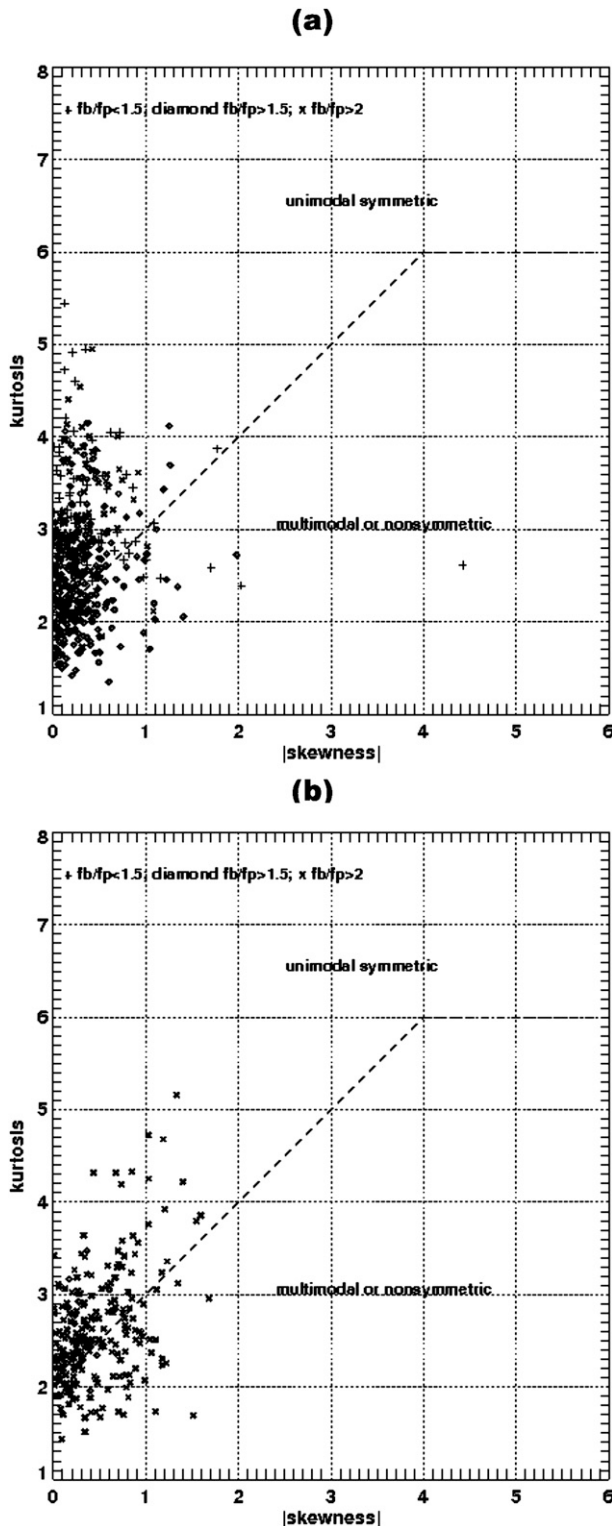 (a)
8
+ fb/fp<1.5; diamond fb/fp>1.5; x fb/fp>2
7
unimodal symmetric
6
5
kurtosis
4
3
multimodal or nonsymmetric
2
1
0 1 2 3 4 5 6
|skewness|
(b)
8
+ fb/fp<1.5; diamond fb/fp>1.5; x fb/fp>2
7
unimodal symmetric
6
5
kurtosis
4
3
multimodal or nonsymmetric
2
1
0 1 2 3 4 5 6
|skewness|